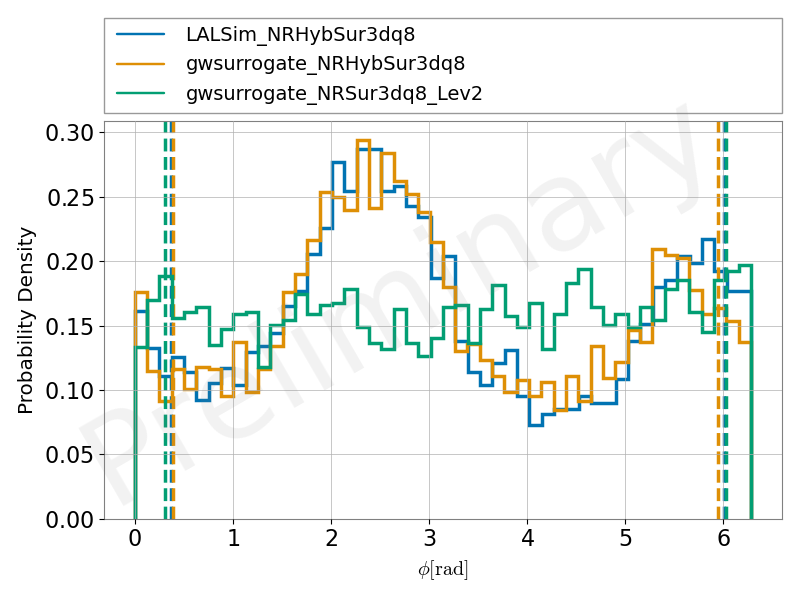 LALSim_NRHybSur3dq8
gwsurrogate_NRHybSur3dq8
gwsurrogate_NRSur3dq8_Lev2
0.30
0.25
0.20
0.15
0.10
0.05
0.00
Probability Density
Preliminary
0 1 2 3 4 5 6
ϕ[rad]